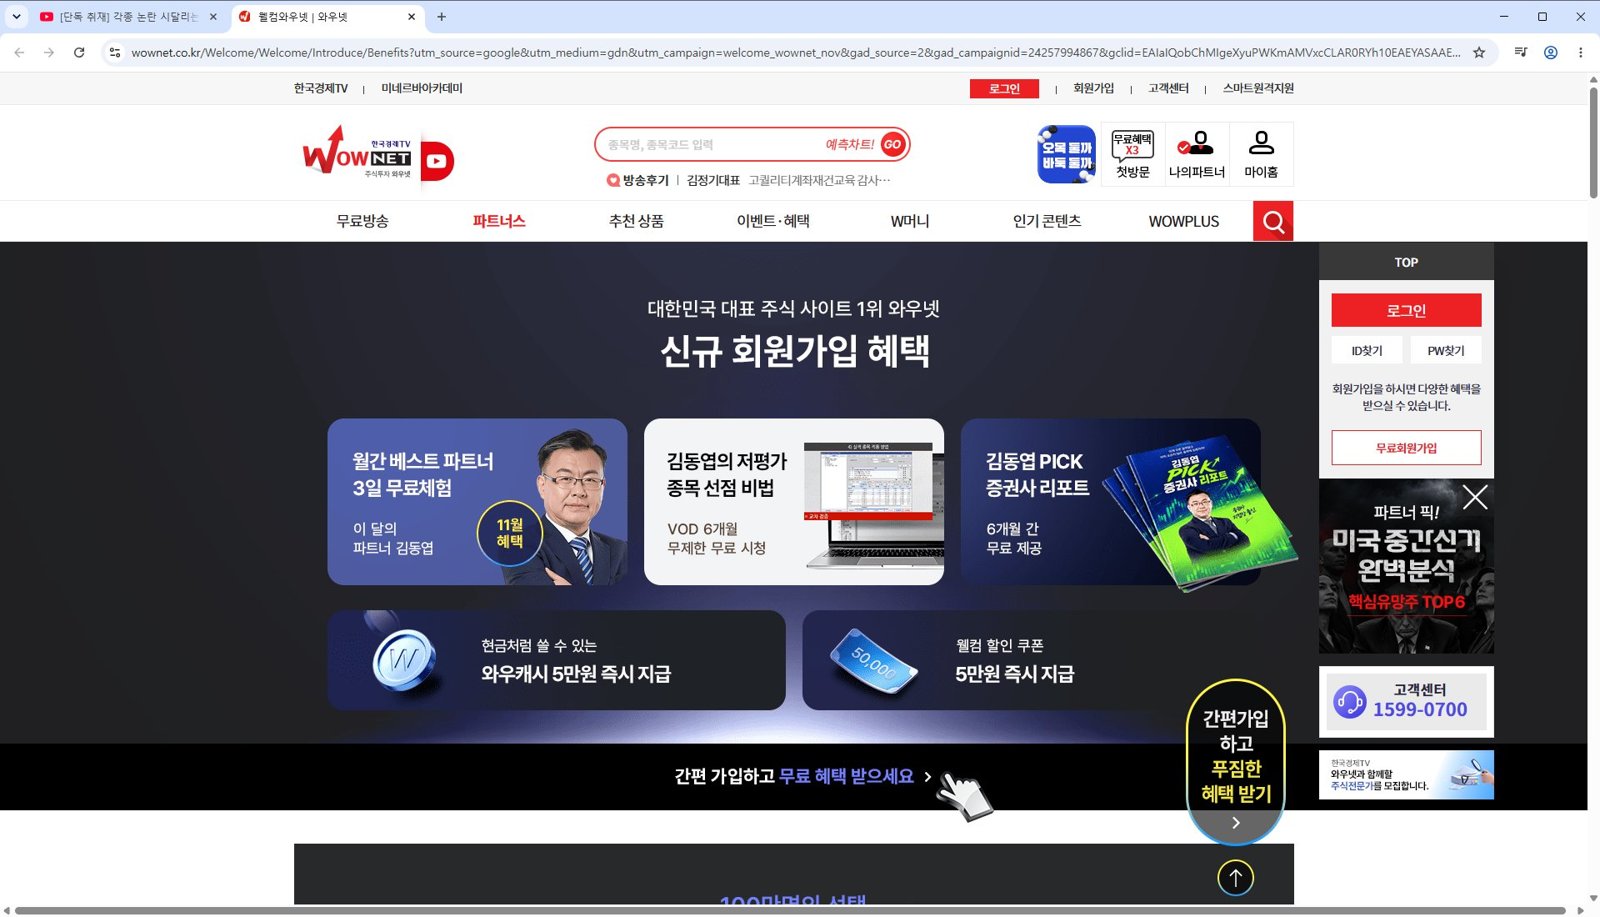 [단독 취재] 각종 논란 시달리는
웰컴와우넷 | 와우넷
wownet.co.kr/Welcome/Welcome/Introduce/Benefits?utm_source=google&utm_medium=gdn&utm_campaign=welcome_wownet_nov&gad_source=2&gad_campaignid=24257994867&gclid=EAIaIQobChMIgeXyuPWKmAMVxcCLAR0RYh10EAEYASAAE...
한국경제TV | 미네르바아카데미
로그인 | 회원가입 | 고객센터 | 스마트원격지원
한국경제TV
WOWNET
주식투자 와우넷
종목명, 종목코드 입력
예측차트! GO
방송후기 | 김정기대표 고퀄리티계좌재건교육 감사…
오목 둘까
바둑 둘까
무료혜택
X3
첫방문
나의파트너
마이홈
무료방송
파트너스
추천 상품
이벤트·혜택
W머니
인기 콘텐츠
WOWPLUS
대한민국 대표 주식 사이트 1위 와우넷
신규 회원가입 혜택
월간 베스트 파트너
3일 무료체험
이 달의
파트너 김동엽
11월
혜택
김동엽의 저평가
종목 선점 비법
VOD 6개월
무제한 무료 시청
김동엽 PICK
증권사 리포트
6개월 간
무료 제공
김동엽
PICK
증권사 리포트
W
현금처럼 쓸 수 있는
와우캐시 5만원 즉시 지급
50,000
웰컴 할인 쿠폰
5만원 즉시 지급
간편 가입하고 무료 혜택 받으세요
간편가입
하고
푸짐한
혜택 받기
100만명의 선택
TOP
로그인
ID찾기
PW찾기
회원가입을 하시면 다양한 혜택을
받으실 수 있습니다.
무료회원가입
파트너 픽!
미국 중간선거
완벽분석
핵심유망주 TOP6
고객센터
1599-0700
한국경제TV
와우넷과 함께할
주식전문가를 모집합니다.